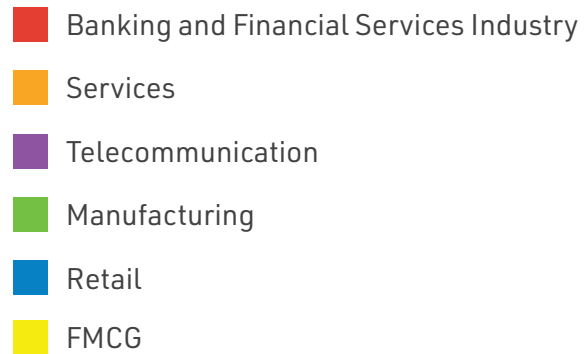 Banking and Financial Services Industry
Services
Telecommunication
Manufacturing
Retail
FMCG